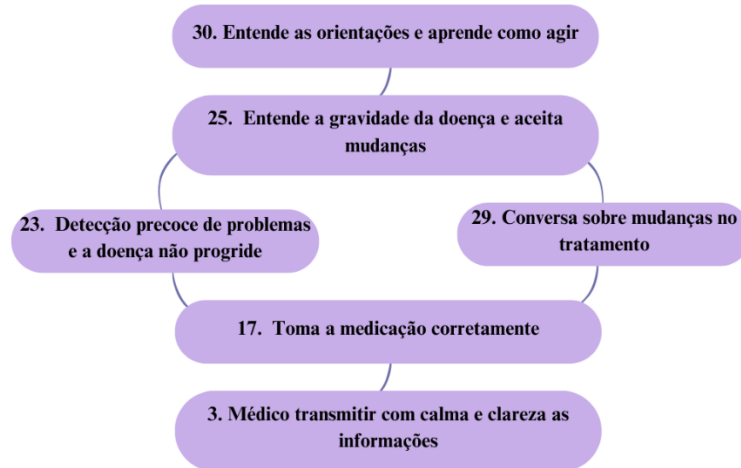 30. Entende as orientações e aprende como agir
25. Entende a gravidade da doença e aceita
mudanças
23. Detecção precoce de problemas
e a doença não progride
29. Conversa sobre mudanças no
tratamento
17. Toma a medicação corretamente
3. Médico transmitir com calma e clareza as
informações